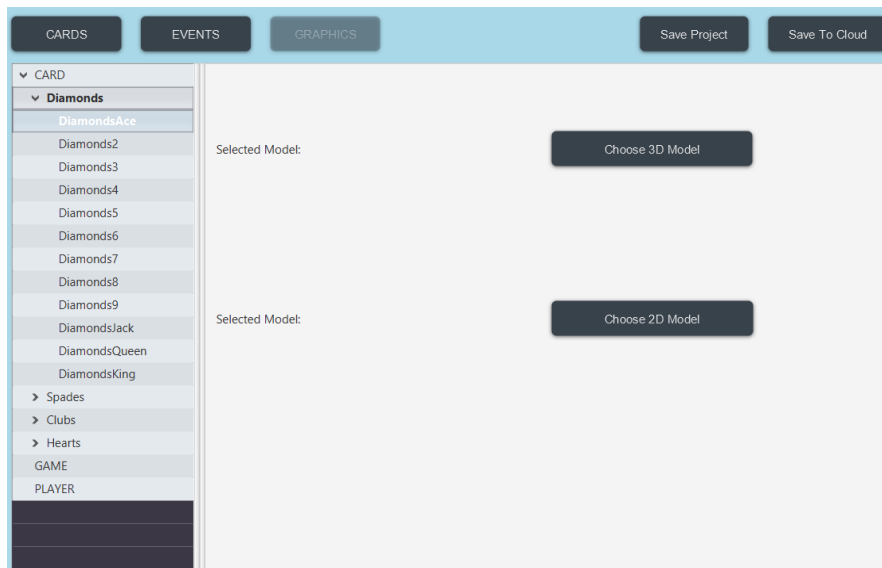 CARDS EVENTS GRAPHICS Save Project Save To Cloud
CARD
Diamonds
DiamondsAce
Diamonds2
Diamonds3
Selected Model: Choose 3D Model
Diamonds4
Diamonds5
Diamonds6
Diamonds7
Diamonds8
Diamonds9
Selected Model: Choose 2D Model
DiamondsJack
DiamondsQueen
DiamondsKing
Spades
Clubs
Hearts
GAME
PLAYER